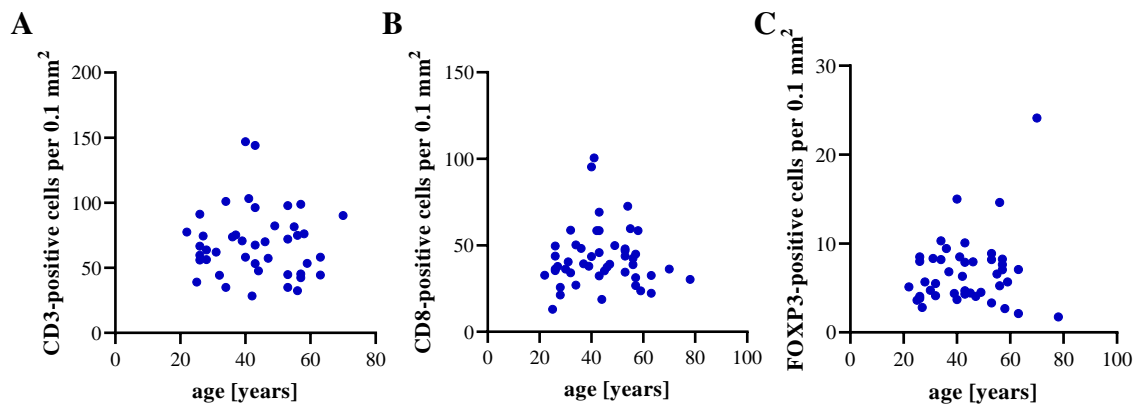 A
CD3-positive cells per 0.1 mm²
200
150
100
50
0
0 20 40 60 80
age [years]
B
CD8-positive cells per 0.1 mm²
150
100
50
0
0 20 40 60 80 100
age [years]
C
FOXP3-positive cells per 0.1 mm²
30
20
10
0
0 20 40 60 80 100
age [years]